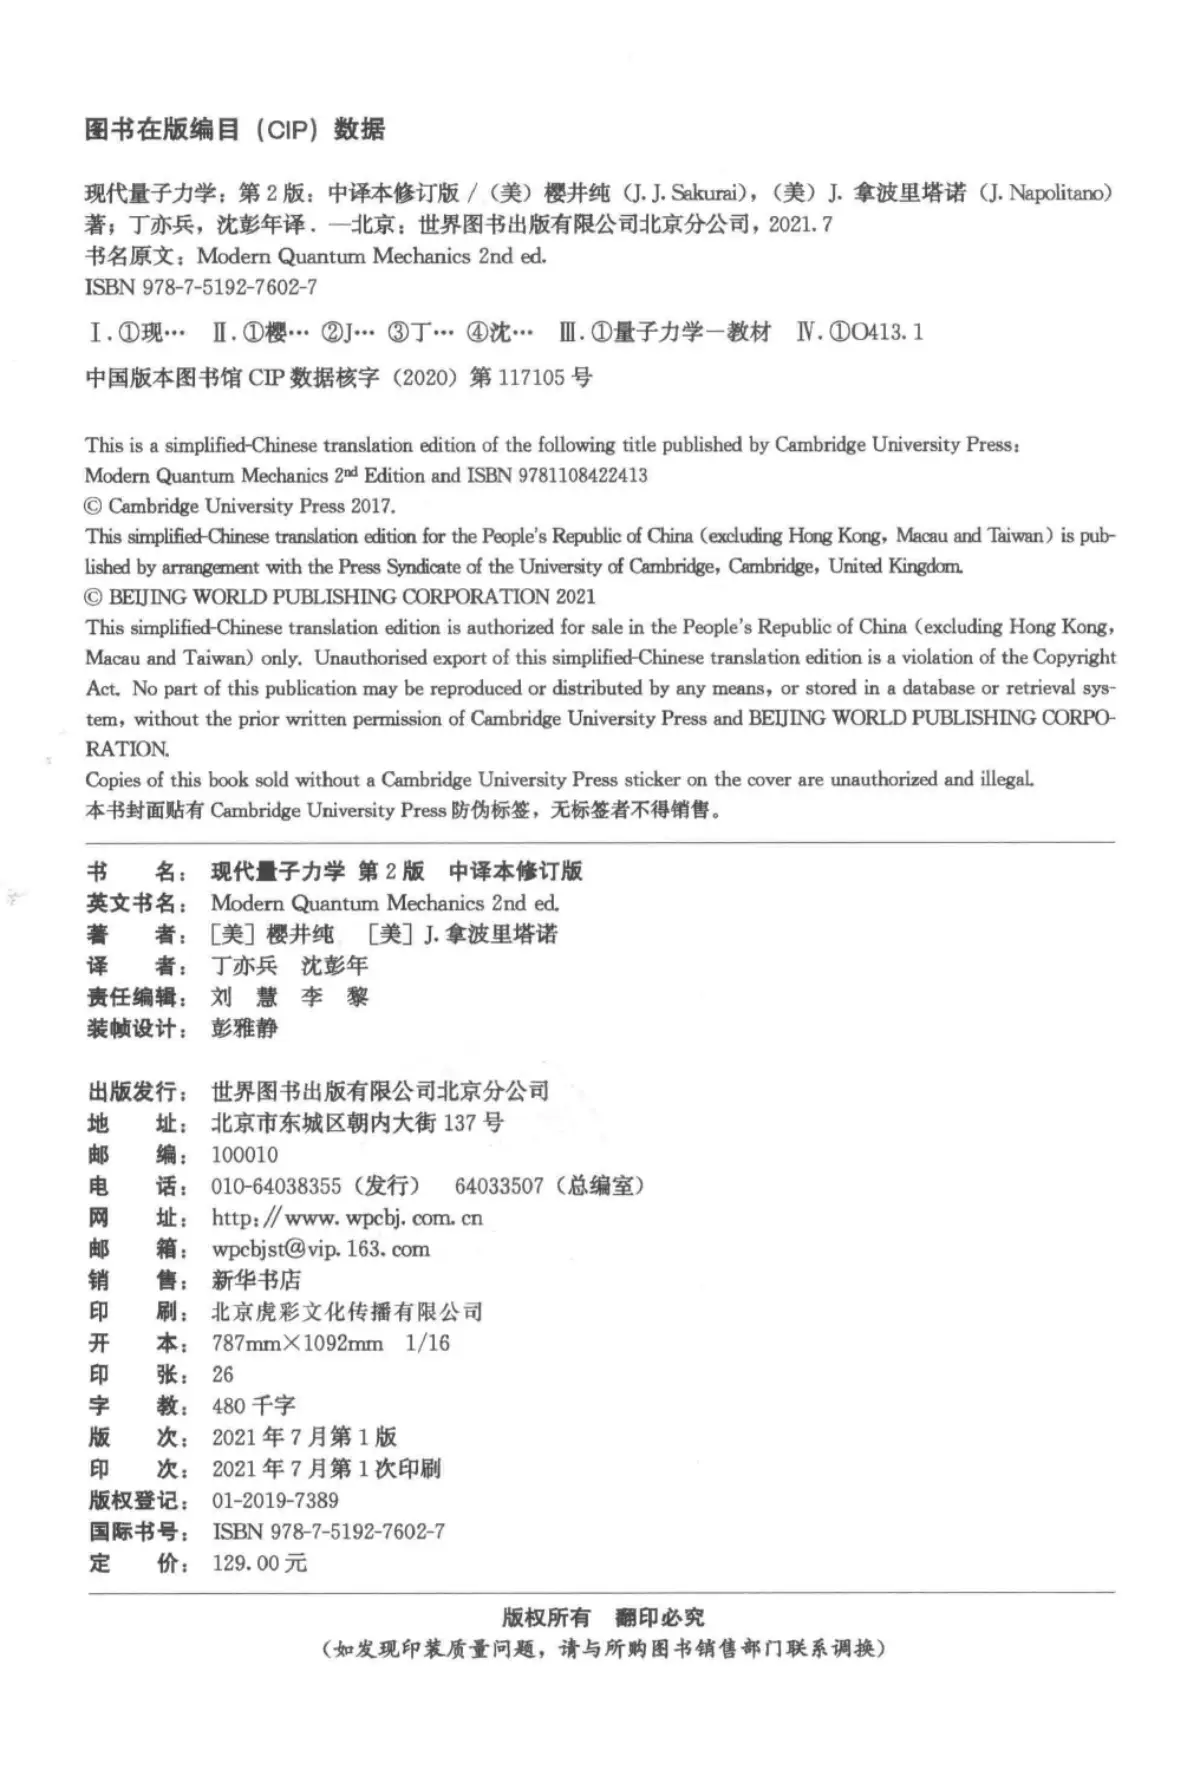 图书在版编目(CIP)数据
现代量子力学:第2版:中译本修订版/(美)樱井纯(J. J. Sakurai),(美)J. 拿波里塔诺(J. Napolitano)
著;丁亦兵,沈彭年译. —北京:世界图书出版有限公司北京分公司,2021.7
书名原文:Modern Quantum Mechanics 2nd ed.
ISBN 978-7-5192-7602-7
Ⅰ.①现… Ⅱ.①樱… ②J… ③丁… ④沈… Ⅲ.①量子力学—教材 Ⅳ.①O413.1
中国版本图书馆CIP数据核字(2020)第117105号
This is a simplified-Chinese translation edition of the following title published by Cambridge University Press:
Modern Quantum Mechanics 2nd Edition and ISBN 9781108422413
© Cambridge University Press 2017.
This simplified-Chinese translation edition for the People's Republic of China (excluding Hong Kong, Macau and Taiwan) is pub-
lished by arrangement with the Press Syndicate of the University of Cambridge, Cambridge, United Kingdom.
© BEIJING WORLD PUBLISHING CORPORATION 2021
This simplified-Chinese translation edition is authorized for sale in the People's Republic of China (excluding Hong Kong,
Macau and Taiwan) only. Unauthorised export of this simplified-Chinese translation edition is a violation of the Copyright
Act. No part of this publication may be reproduced or distributed by any means, or stored in a database or retrieval sys-
tem, without the prior written permission of Cambridge University Press and BEIJING WORLD PUBLISHING CORPO-
RATION.
Copies of this book sold without a Cambridge University Press sticker on the cover are unauthorized and illegal.
本书封面贴有 Cambridge University Press 防伪标签,无标签者不得销售。
书 名: 现代量子力学 第2版 中译本修订版
英文书名: Modern Quantum Mechanics 2nd ed.
著 者: [美] 樱井纯 [美] J. 拿波里塔诺
译 者: 丁亦兵 沈彭年
责任编辑: 刘 慧 李 黎
装帧设计: 彭雅静
出版发行: 世界图书出版有限公司北京分公司
地 址: 北京市东城区朝内大街137号
邮 编: 100010
电 话: 010-64038355(发行) 64033507(总编室)
网 址: http://www.wpcbj.com.cn
邮 箱: wpcbjst@vip.163.com
销 售: 新华书店
印 刷: 北京虎彩文化传播有限公司
开 本: 787mm×1092mm 1/16
印 张: 26
字 数: 480千字
版 次: 2021年7月第1版
印 次: 2021年7月第1次印刷
版权登记: 01-2019-7389
国际书号: ISBN 978-7-5192-7602-7
定 价: 129.00元
版权所有 翻印必究
(如发现印装质量问题,请与所购图书销售部门联系调换)